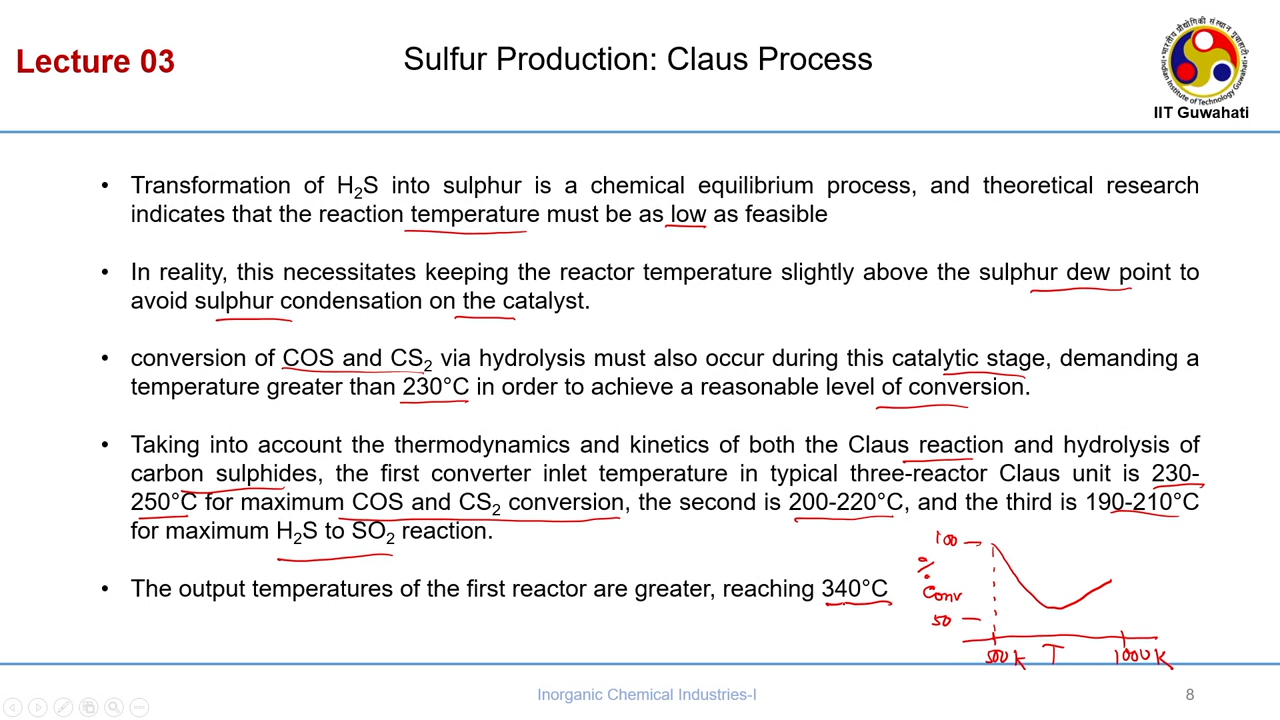 Lecture 03
Sulfur Production: Claus Process
IIT Guwahati
• Transformation of H₂S into sulphur is a chemical equilibrium process, and theoretical research
indicates that the reaction temperature must be as low as feasible
• In reality, this necessitates keeping the reactor temperature slightly above the sulphur dew point to
avoid sulphur condensation on the catalyst.
• conversion of COS and CS₂ via hydrolysis must also occur during this catalytic stage, demanding a
temperature greater than 230°C in order to achieve a reasonable level of conversion.
• Taking into account the thermodynamics and kinetics of both the Claus reaction and hydrolysis of
carbon sulphides, the first converter inlet temperature in typical three-reactor Claus unit is 230-
250°C for maximum COS and CS₂ conversion, the second is 200-220°C, and the third is 190-210°C
for maximum H₂S to SO₂ reaction.
• The output temperatures of the first reactor are greater, reaching 340°C
100
%
Conv
50
500K T 1000K
Inorganic Chemical Industries-I
8